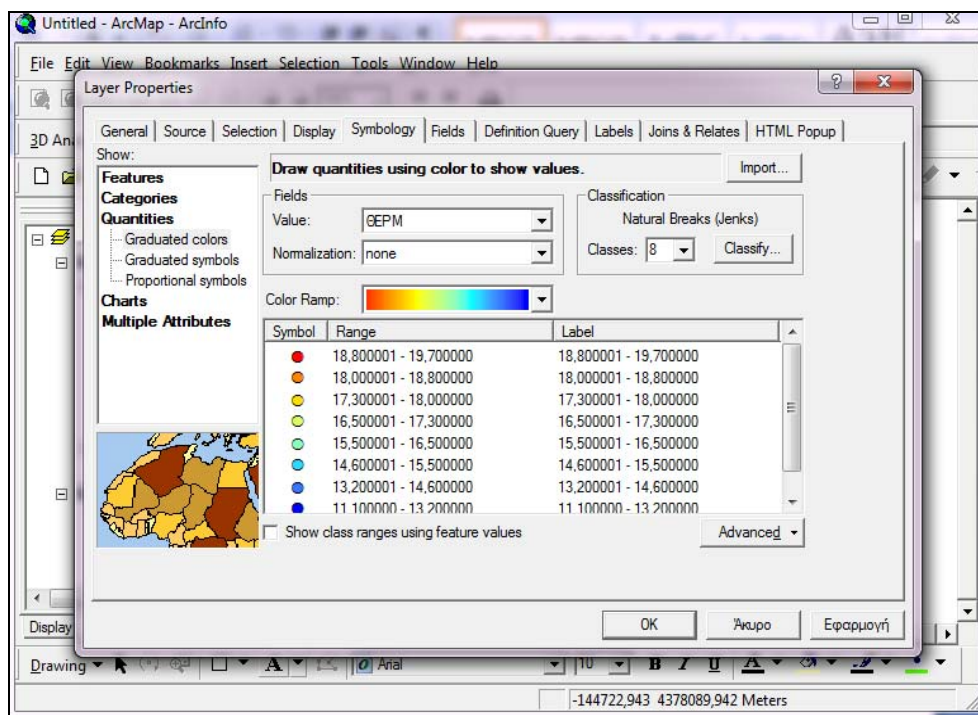 Untitled - ArcMap - ArcInfo
File Edit View Bookmarks Insert Selection Tools Window Help
Layer Properties
3D An
General Source Selection Display Symbology Fields Definition Query Labels Joins & Relates HTML Popup
Show:
Features
Categories
Quantities
Graduated colors
Graduated symbols
Proportional symbols
Charts
Multiple Attributes
Draw quantities using color to show values.
Import...
Fields
Value: ΘΕΡΜ
Normalization: none
Classification
Natural Breaks (Jenks)
Classes: 8 Classify...
Color Ramp:
Symbol Range Label
18,800001 - 19,700000 18,800001 - 19,700000
18,000001 - 18,800000 18,000001 - 18,800000
17,300001 - 18,000000 17,300001 - 18,000000
16,500001 - 17,300000 16,500001 - 17,300000
15,500001 - 16,500000 15,500001 - 16,500000
14,600001 - 15,500000 14,600001 - 15,500000
13,200001 - 14,600000 13,200001 - 14,600000
11,100000 - 13,200000 11,100000 - 13,200000
Show class ranges using feature values
Advanced
OK Άκυρο Εφαρμογή
Display
Drawing A Arial 10 B I U A
-144722,943 4378089,942 Meters